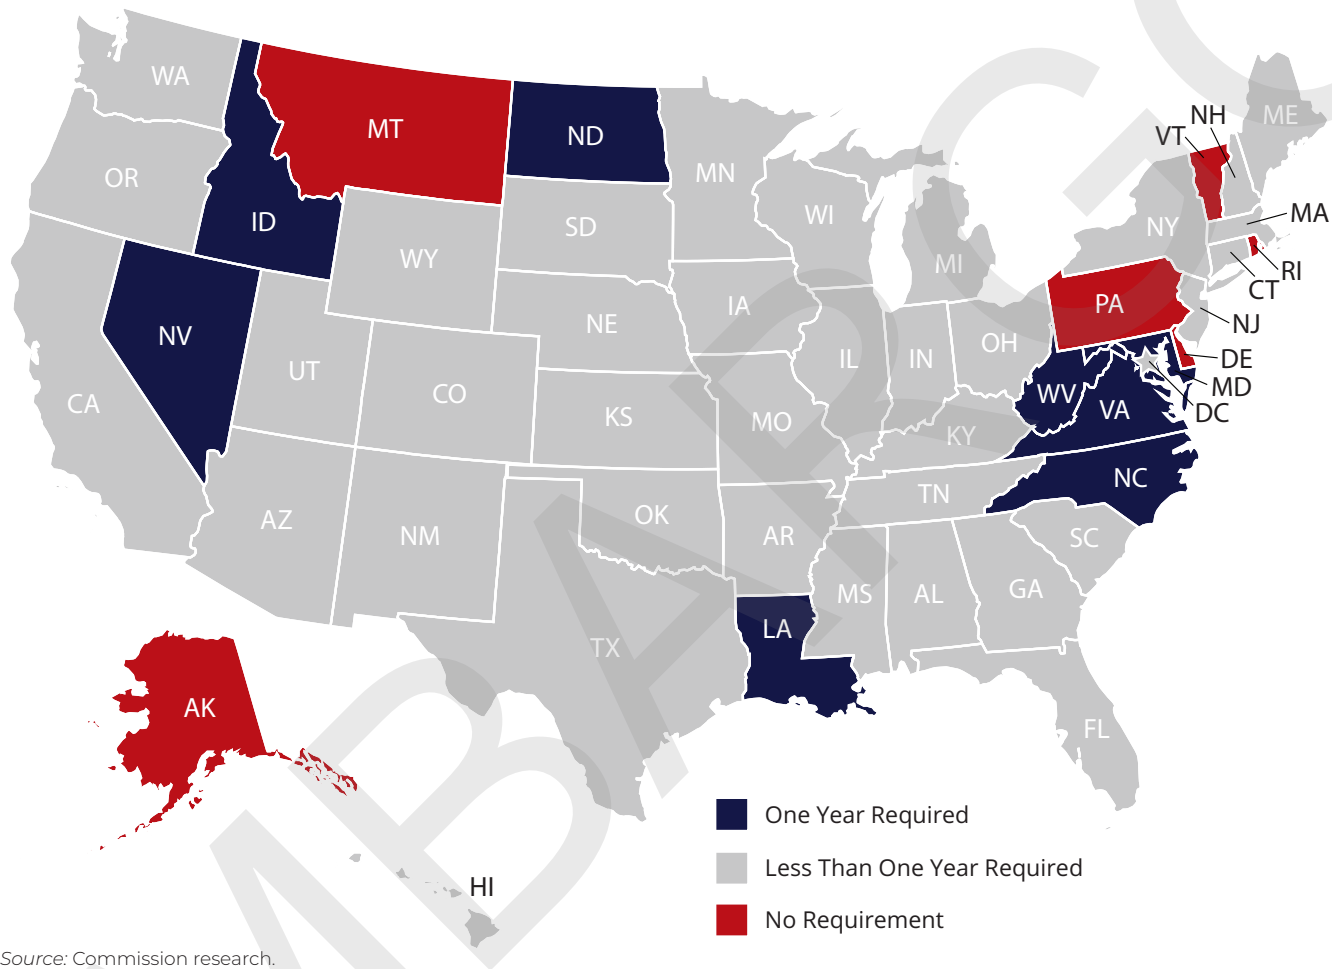 WA
MT
ND
MN
ME
NH
VT
OR
ID
SD
WI
MI
NY
MA
WY
RI
CT
NV
NE
IA
PA
NJ
UT
CO
IL
IN
OH
DE
MD
DC
CA
KS
MO
WV
VA
KY
NC
AZ
NM
OK
AR
TN
SC
MS
AL
GA
TX
LA
AK
FL
HI
One Year Required
Less Than One Year Required
No Requirement
Source: Commission research.